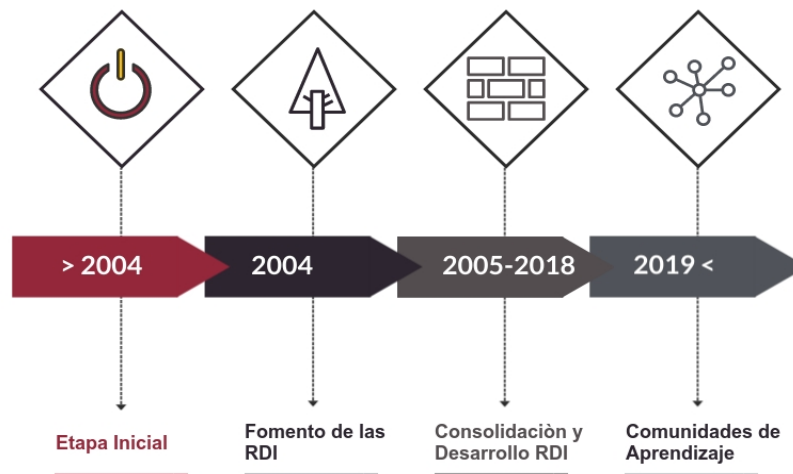 > 2004
2004
2005-2018
2019 <
Etapa Inicial
Fomento de las
RDI
Consolidaciòn y
Desarrollo RDI
Comunidades de
Aprendizaje